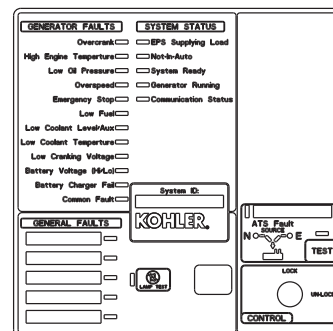 GENERATOR FAULTS
Overcrank
High Engine Temperture
Low Oil Pressure
Overspeed
Emergency Stop
Low Fuel
Low Coolant Level/Aux
Low Coolant Temperture
Low Cranking Voltage
Battery Voltage (Hi/Lo)
Battery Charger Fail
Common Fault
SYSTEM STATUS
EPS Supplying Load
Not-In-Auto
System Ready
Generator Running
Communication Status
System ID:
KOHLER.
GENERAL FAULTS
LAMP TEST
ATS Fault
SOURCE
N E
TEST
LOCK
UN-LOCK
CONTROL